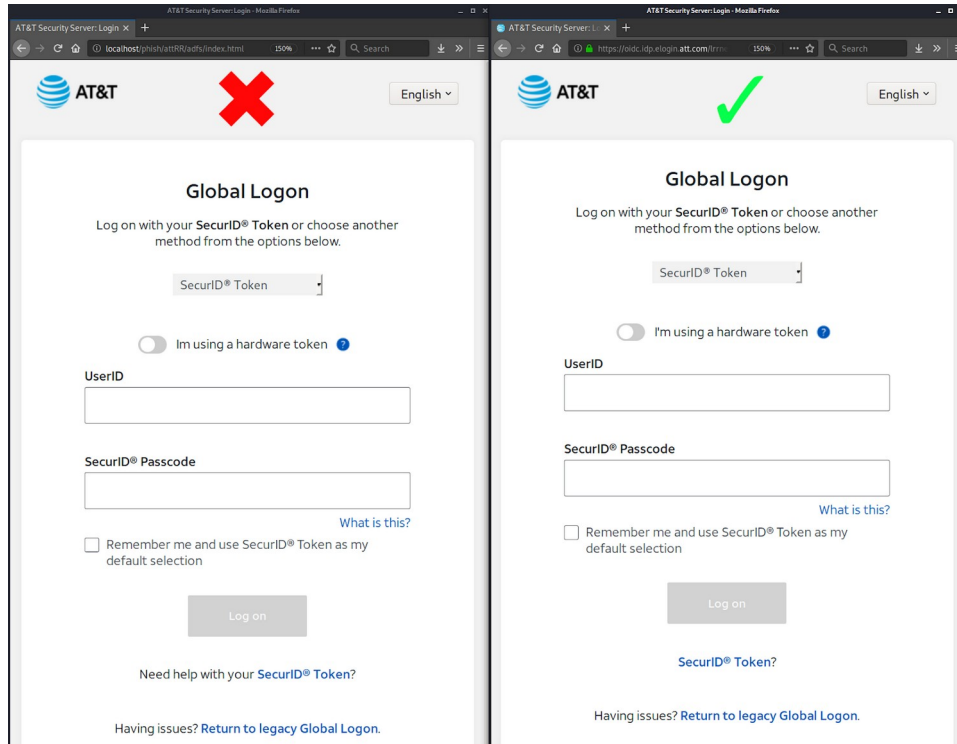 AT&T Security Server: Login - Mozilla Firefox
AT&T Security Server: Login
localhost/phish/attRR/adfs/index.html 150% Search
AT&T
English
Global Logon
Log on with your SecurID® Token or choose another
method from the options below.
SecurID® Token
Im using a hardware token ?
UserID
SecurID® Passcode
What is this?
Remember me and use SecurID® Token as my
default selection
Log on
Need help with your SecurID® Token?
Having issues? Return to legacy Global Logon.
AT&T Security Server: Login - Mozilla Firefox
AT&T Security Server: Lo
https://oidc.idp.elogin.att.com/ 150% Search
AT&T
English
Global Logon
Log on with your SecurID® Token or choose another
method from the options below.
SecurID® Token
I'm using a hardware token ?
UserID
SecurID® Passcode
What is this?
Remember me and use SecurID® Token as my
default selection
Log on
SecurID® Token?
Having issues? Return to legacy Global Logon.